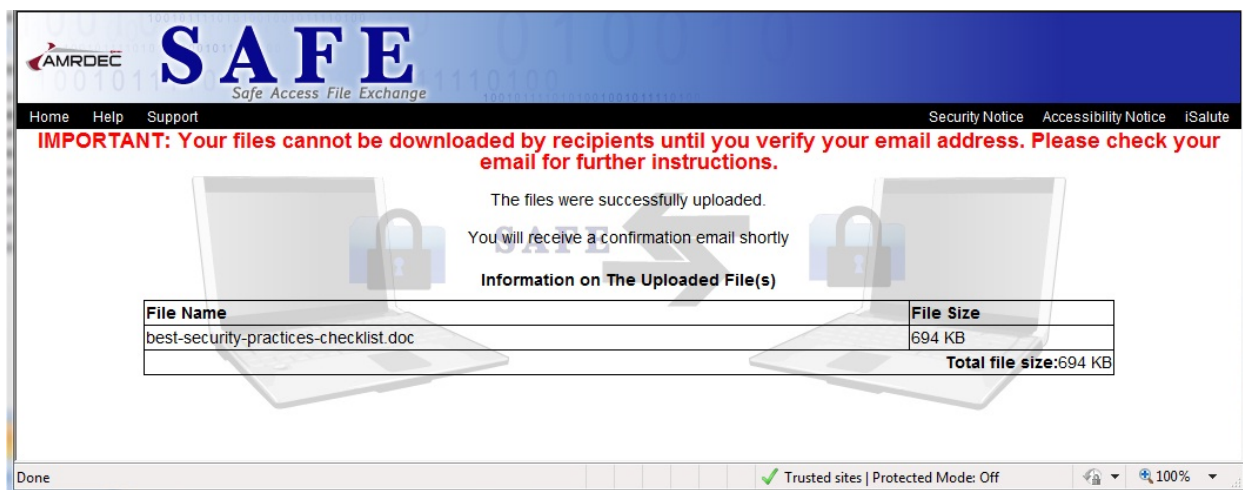 AMRDEC
SAFE
Safe Access File Exchange
Home Help Support Security Notice Accessibility Notice iSalute
IMPORTANT: Your files cannot be downloaded by recipients until you verify your email address. Please check your
email for further instructions.
The files were successfully uploaded.
You will receive a confirmation email shortly
SAFE
Information on The Uploaded File(s)
File Name File Size
best-security-practices-checklist.doc 694 KB
Total file size:694 KB
Done Trusted sites | Protected Mode: Off 100%